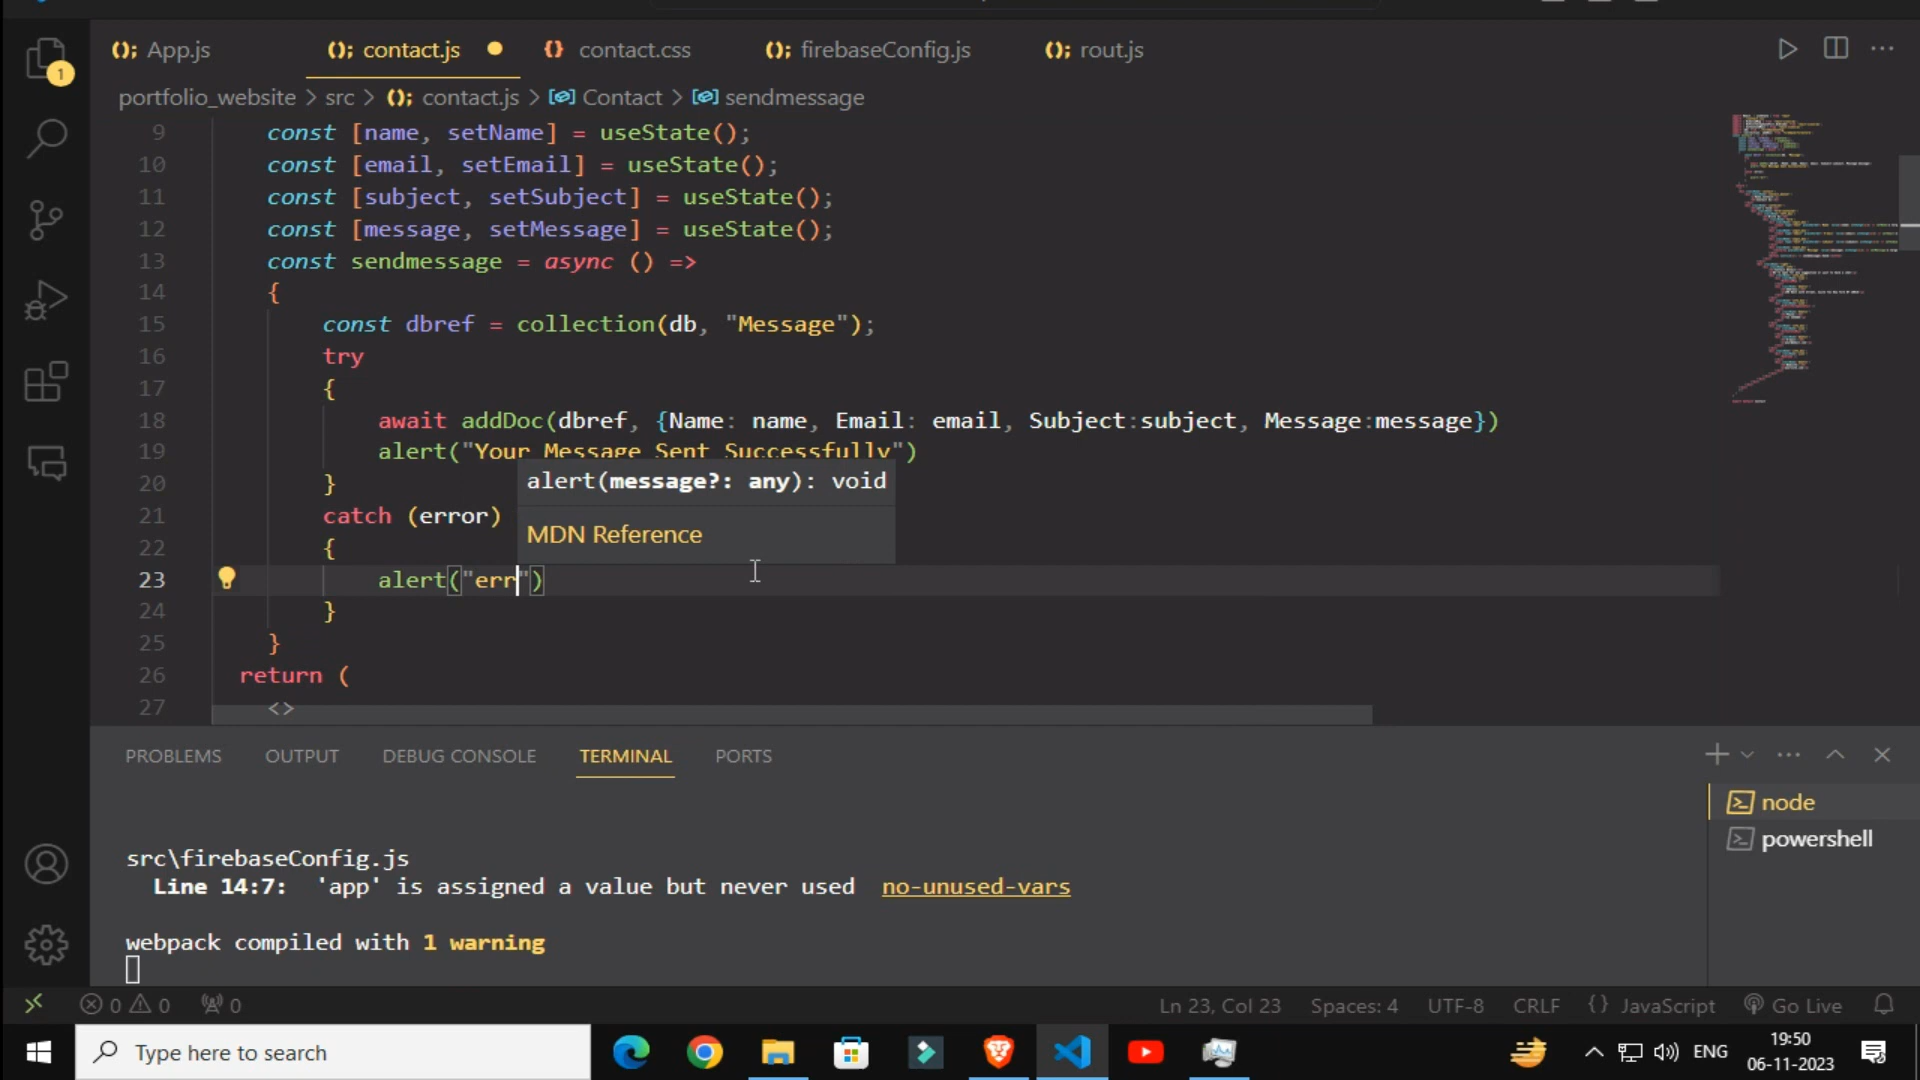 1
(); App.js
(); contact.js
{} contact.css
(); firebaseConfig.js
(); rout.js
portfolio_website > src > (); contact.js > Contact > sendmessage
9 const [name, setName] = useState();
10 const [email, setEmail] = useState();
11 const [subject, setSubject] = useState();
12 const [message, setMessage] = useState();
13 const sendmessage = async () =>
14 {
15 const dbref = collection(db, "Message");
16 try
17 {
18 await addDoc(dbref, {Name: name, Email: email, Subject:subject, Message:message})
19 alert("Your Message Sent Successfully")
alert(message?: any): void
20 }
21 catch (error)
MDN Reference
22 {
23 alert("err")
24 }
25 }
26 return (
27 <>
PROBLEMS OUTPUT DEBUG CONSOLE TERMINAL PORTS
node
powershell
src\firebaseConfig.js
Line 14:7: 'app' is assigned a value but never used no-unused-vars
webpack compiled with 1 warning
0 0 0
Ln 23, Col 23 Spaces: 4 UTF-8 CRLF {} JavaScript Go Live
Type here to search
ENG
19:50
06-11-2023